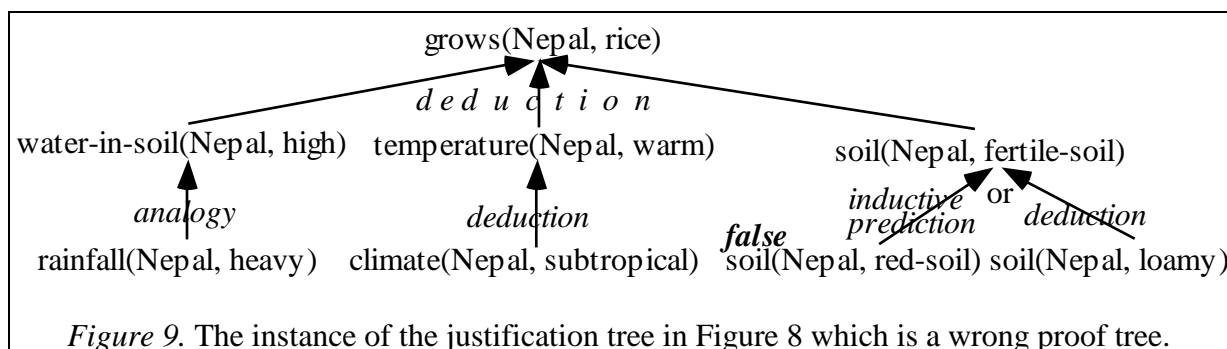 grows(Nepal, rice)
deduction
water-in-soil(Nepal, high) temperature(Nepal, warm) soil(Nepal, fertile-soil)
analogy deduction inductive prediction or deduction
false
rainfall(Nepal, heavy) climate(Nepal, subtropical) soil(Nepal, red-soil) soil(Nepal, loamy)
Figure 9. The instance of the justification tree in Figure 8 which is a wrong proof tree.